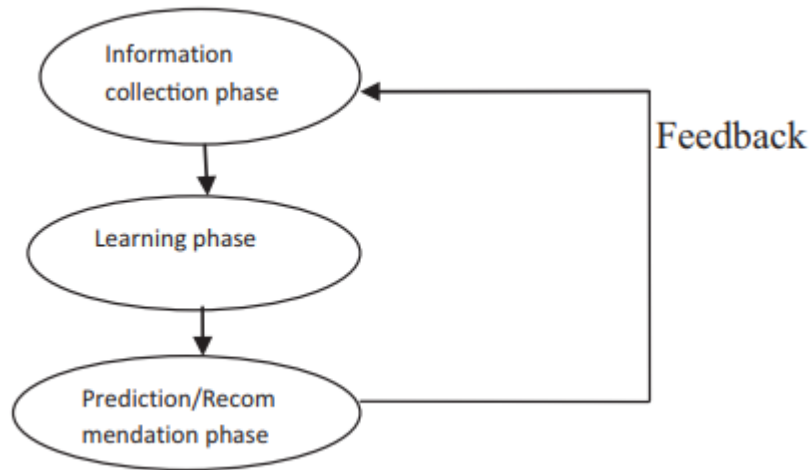 Information
collection phase
Feedback
Learning phase
Prediction/Recom
mendation phase